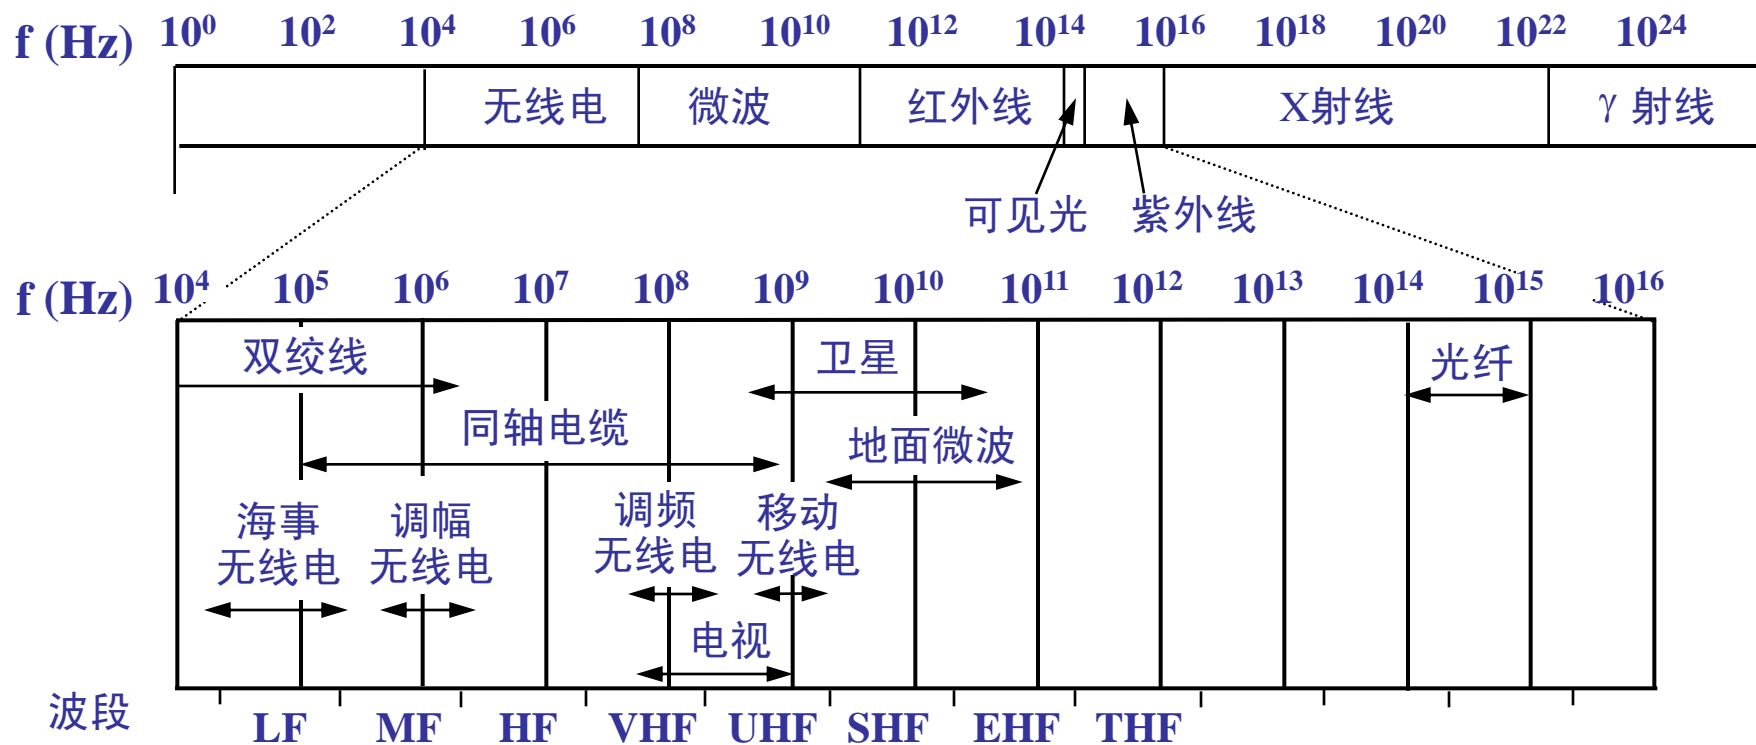 f (Hz) 10⁰ 10² 10⁴ 10⁶ 10⁸ 10¹⁰ 10¹² 10¹⁴ 10¹⁶ 10¹⁸ 10²⁰ 10²² 10²⁴
无线电 微波 红外线 X射线 γ 射线
可见光 紫外线
f (Hz) 10⁴ 10⁵ 10⁶ 10⁷ 10⁸ 10⁹ 10¹⁰ 10¹¹ 10¹² 10¹³ 10¹⁴ 10¹⁵ 10¹⁶
双绞线 卫星 光纤
同轴电缆 地面微波
海事 调幅 调频 移动
无线电 无线电 无线电 无线电
电视
波段 LF MF HF VHF UHF SHF EHF THF